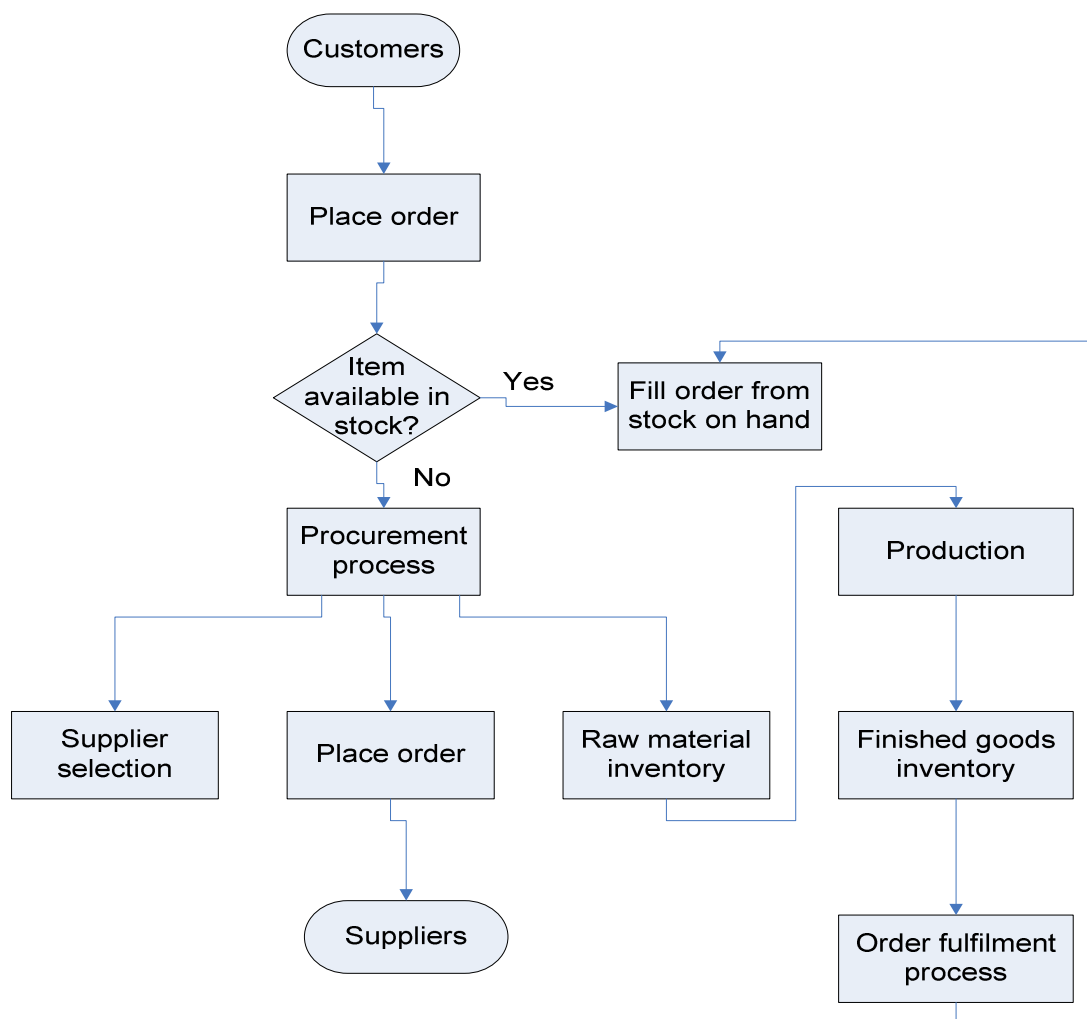 Customers
Place order
Item
available in
stock?
Yes
Fill order from
stock on hand
No
Procurement
process
Production
Supplier
selection
Place order
Raw material
inventory
Finished goods
inventory
Suppliers
Order fulfilment
process